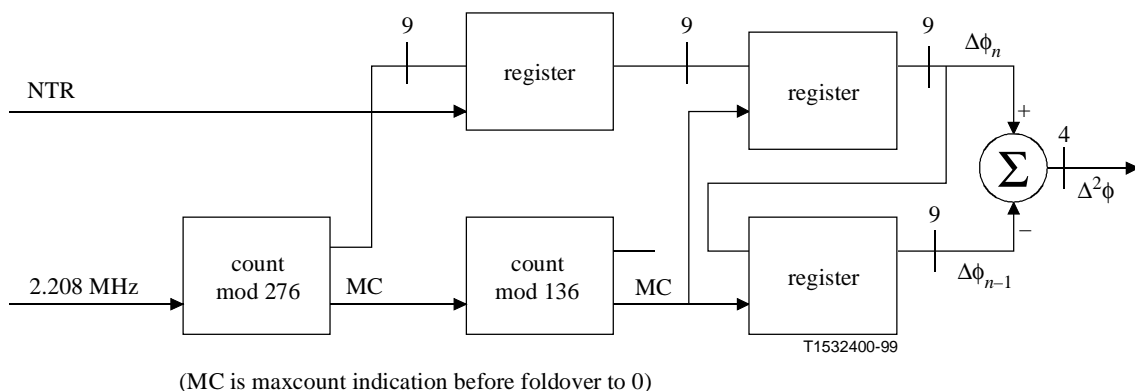 9
9
9
Δϕn
register
register
NTR
+
4
Σ
Δ²ϕ
−
9
2.208 MHz
count
mod 276
MC
count
mod 136
MC
register
Δϕn–1
T1532400-99
(MC is maxcount indication before foldover to 0)